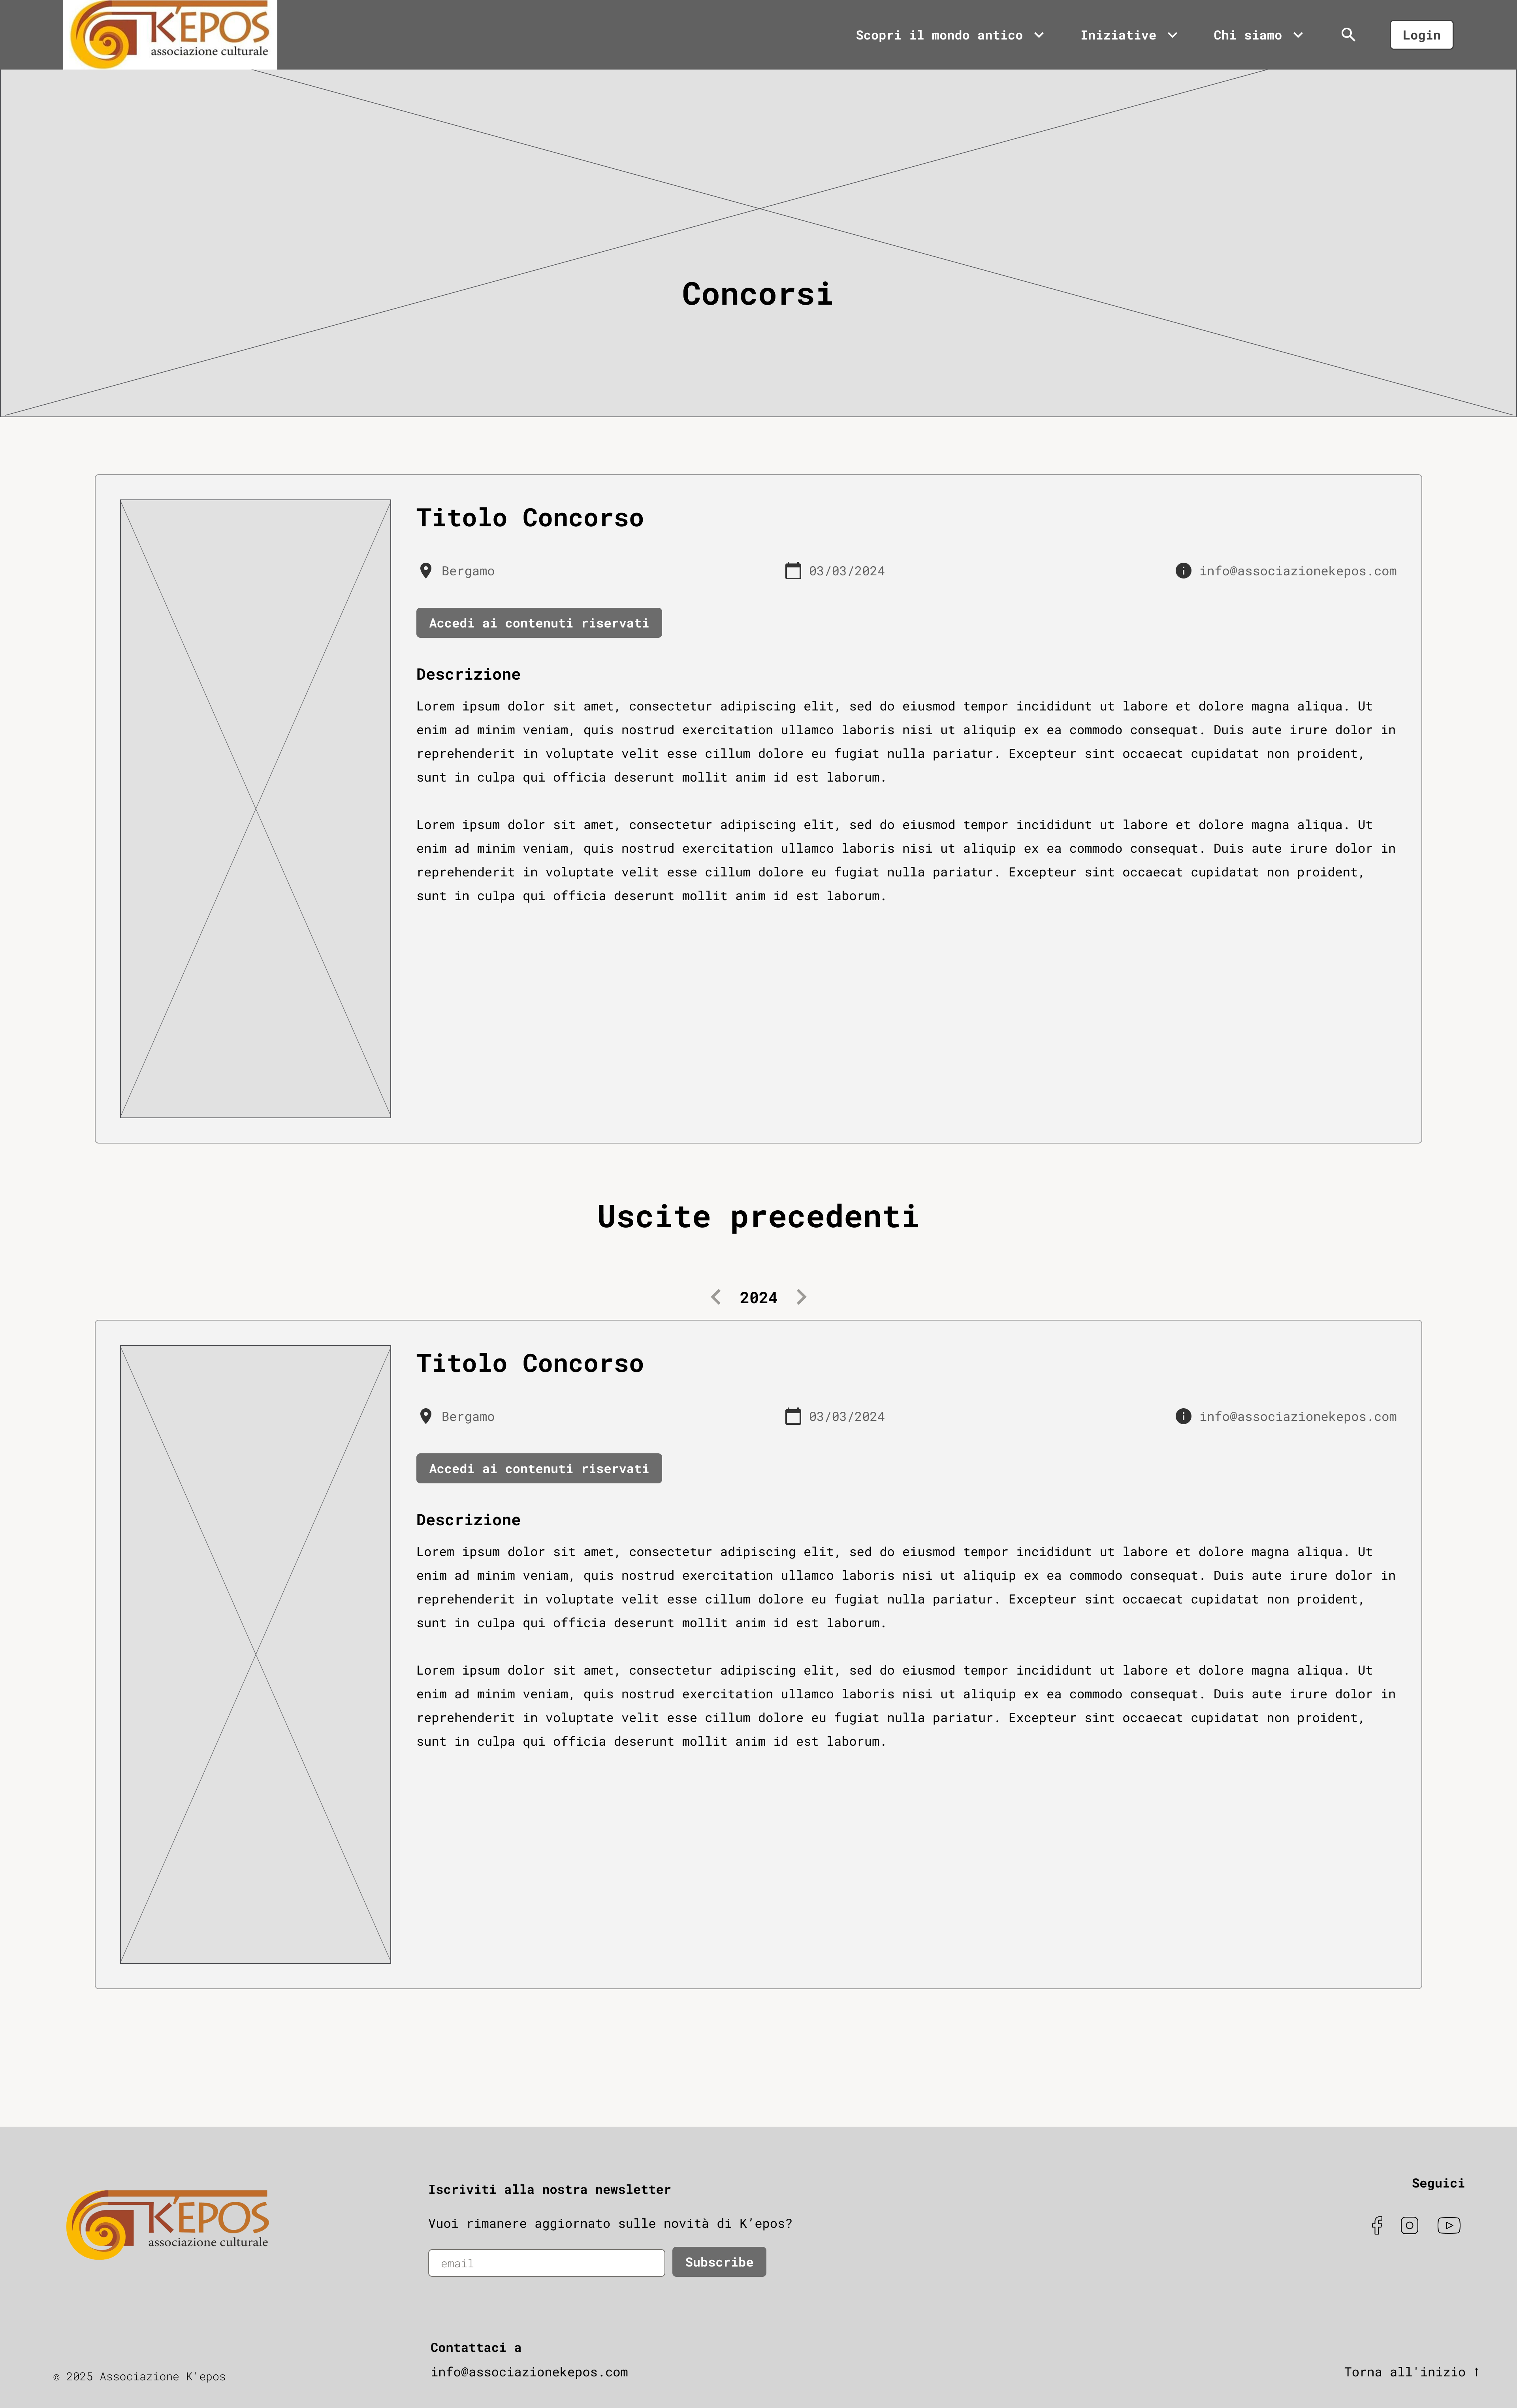 K'EPOS
associazione culturale
Scopri il mondo antico
Iniziative
Chi siamo
Login
Concorsi
Titolo Concorso
Bergamo
03/03/2024
info@associazionekepos.com
Accedi ai contenuti riservati
Descrizione
Lorem ipsum dolor sit amet, consectetur adipiscing elit, sed do eiusmod tempor incididunt ut labore et dolore magna aliqua. Ut
enim ad minim veniam, quis nostrud exercitation ullamco laboris nisi ut aliquip ex ea commodo consequat. Duis aute irure dolor in
reprehenderit in voluptate velit esse cillum dolore eu fugiat nulla pariatur. Excepteur sint occaecat cupidatat non proident,
sunt in culpa qui officia deserunt mollit anim id est laborum.
Lorem ipsum dolor sit amet, consectetur adipiscing elit, sed do eiusmod tempor incididunt ut labore et dolore magna aliqua. Ut
enim ad minim veniam, quis nostrud exercitation ullamco laboris nisi ut aliquip ex ea commodo consequat. Duis aute irure dolor in
reprehenderit in voluptate velit esse cillum dolore eu fugiat nulla pariatur. Excepteur sint occaecat cupidatat non proident,
sunt in culpa qui officia deserunt mollit anim id est laborum.
Uscite precedenti
2024
Titolo Concorso
Bergamo
03/03/2024
info@associazionekepos.com
Accedi ai contenuti riservati
Descrizione
Lorem ipsum dolor sit amet, consectetur adipiscing elit, sed do eiusmod tempor incididunt ut labore et dolore magna aliqua. Ut
enim ad minim veniam, quis nostrud exercitation ullamco laboris nisi ut aliquip ex ea commodo consequat. Duis aute irure dolor in
reprehenderit in voluptate velit esse cillum dolore eu fugiat nulla pariatur. Excepteur sint occaecat cupidatat non proident,
sunt in culpa qui officia deserunt mollit anim id est laborum.
Lorem ipsum dolor sit amet, consectetur adipiscing elit, sed do eiusmod tempor incididunt ut labore et dolore magna aliqua. Ut
enim ad minim veniam, quis nostrud exercitation ullamco laboris nisi ut aliquip ex ea commodo consequat. Duis aute irure dolor in
reprehenderit in voluptate velit esse cillum dolore eu fugiat nulla pariatur. Excepteur sint occaecat cupidatat non proident,
sunt in culpa qui officia deserunt mollit anim id est laborum.
K'EPOS
associazione culturale
Iscriviti alla nostra newsletter
Vuoi rimanere aggiornato sulle novità di K’epos?
email
Subscribe
Seguici
Contattaci a
info@associazionekepos.com
© 2025 Associazione K'epos
Torna all'inizio ↑